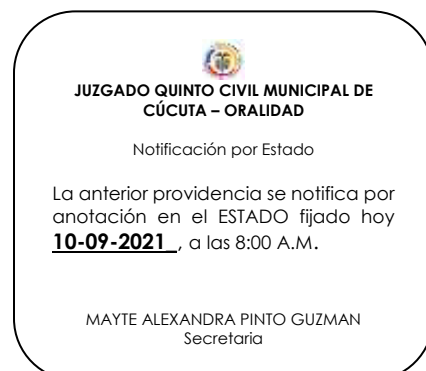 JUZGADO QUINTO CIVIL MUNICIPAL DE
CÚCUTA – ORALIDAD
Notificación por Estado
La anterior providencia se notifica por
anotación en el ESTADO fijado hoy
10-09-2021_, a las 8:00 A.M.
MAYTE ALEXANDRA PINTO GUZMAN
Secretaria